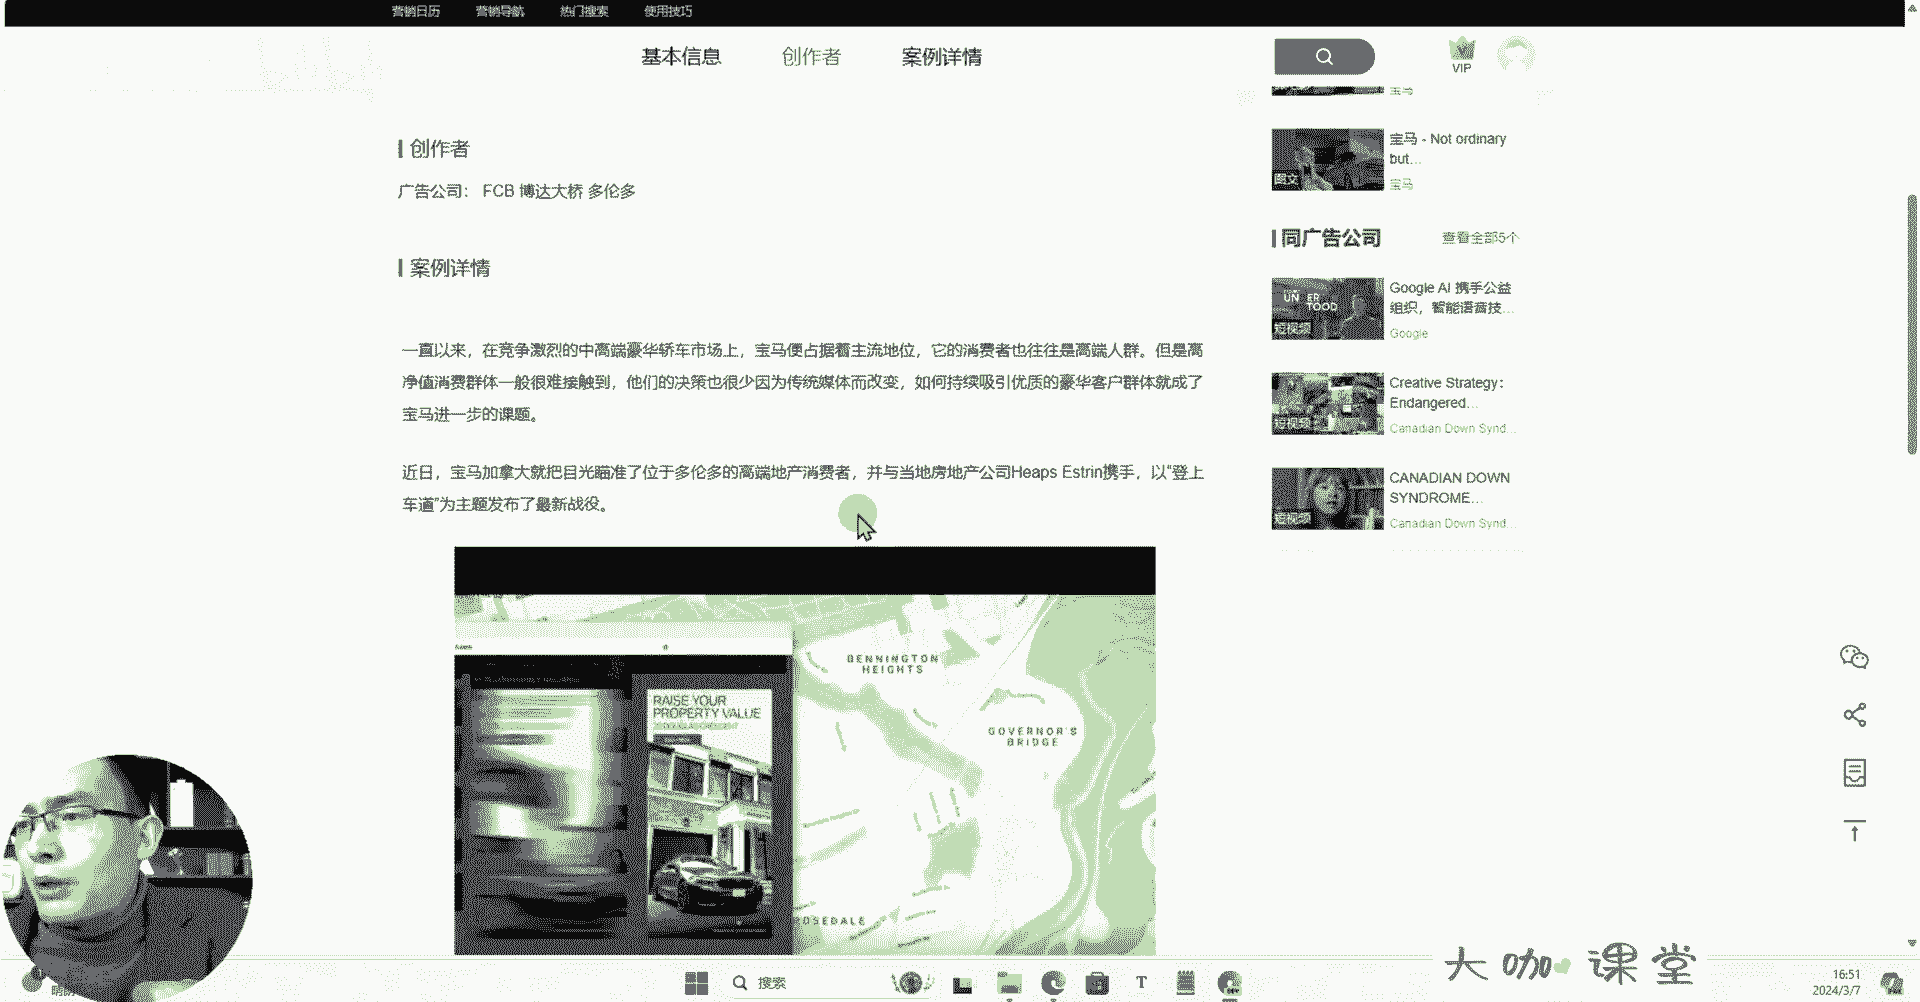 营销日历 营销导航 热门搜索 使用技巧
基本信息 创作者 案例详情
VIP
创作者
广告公司： FCB 博达大桥 多伦多
案例详情
一直以来，在竞争激烈的中高端豪华轿车市场上，宝马便占据着主流地位，它的消费者也往往是高端人群。但是高
净值消费群体一般很难接触到，他们的决策也很少因为传统媒体而改变，如何持续吸引优质的豪华客户群体就成了
宝马进一步的课题。
近日，宝马加拿大就把目光瞄准了位于多伦多的高端地产消费者，并与当地房地产公司Heaps Estrin携手，以“登上
车道”为主题发布了最新战役。
BENNINGTON
HEIGHTS
GOVERNOR'S
BRIDGE
ROSEDALE
RAISE YOUR
PROPERTY VALUE
宝马
宝马 - Not ordinary
but...
宝马
图文
同广告公司 查看全部5个
Google AI 携手公益
组织，智能语音技...
Google
短视频
Creative Strategy：
Endangered...
Canadian Down Synd...
短视频
CANADIAN DOWN
SYNDROME...
Canadian Down Synd...
短视频
大咖课堂
搜索
16:51
2024/3/7